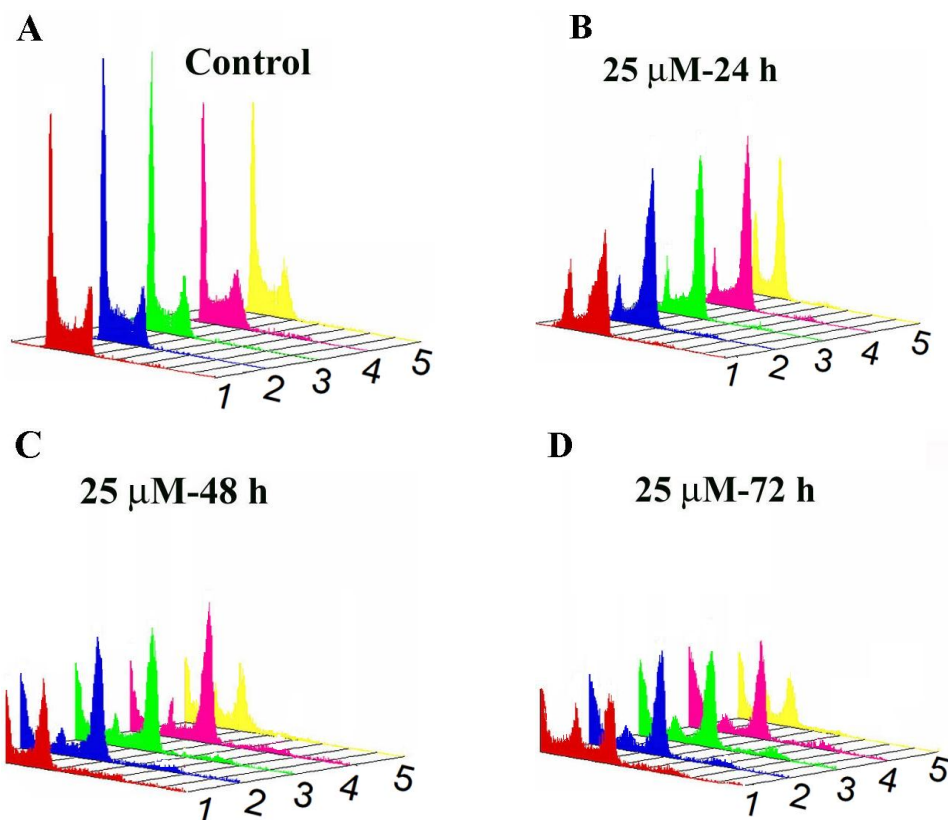 A
Control
1 2 3 4 5
B
25 μM-24 h
1 2 3 4 5
C
25 μM-48 h
1 2 3 4 5
D
25 μM-72 h
1 2 3 4 5